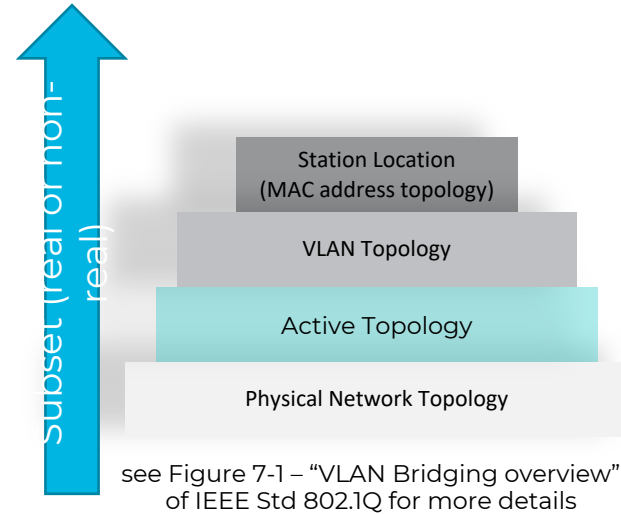 Subset (real or non-
real)
Station Location
(MAC address topology)
VLAN Topology
Active Topology
Physical Network Topology
see Figure 7-1 – “VLAN Bridging overview”
of IEEE Std 802.1Q for more details